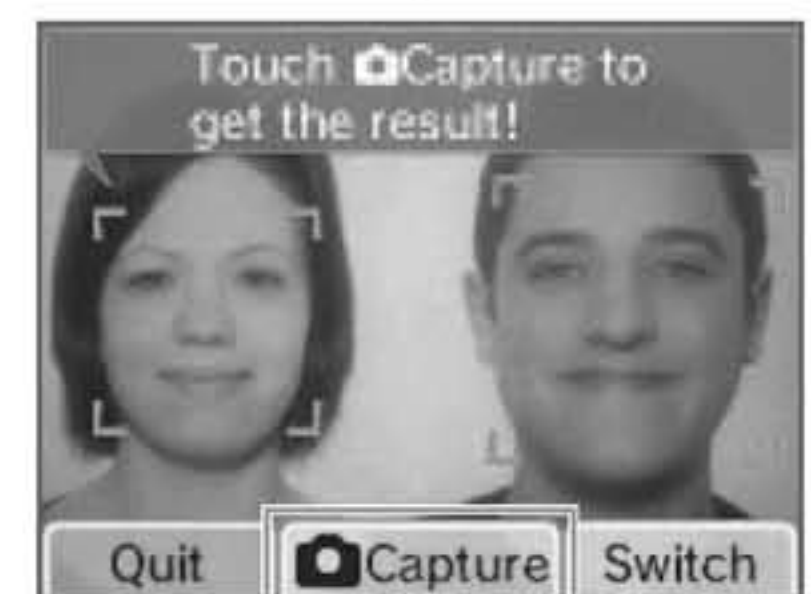 Touch Capture to
get the result!
Quit
Capture
Switch